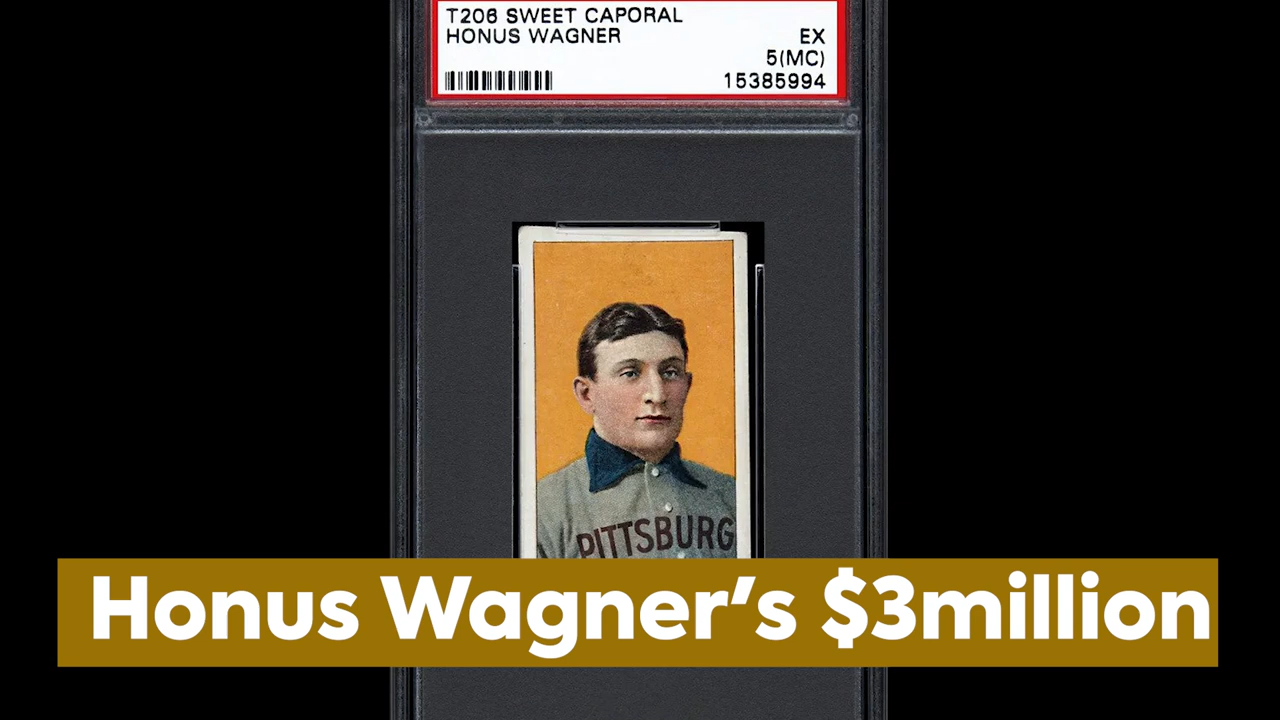 T206 SWEET CAPORAL
HONUS WAGNER EX
5(MC)
15385994
PITTSBURG
Honus Wagner's $3million